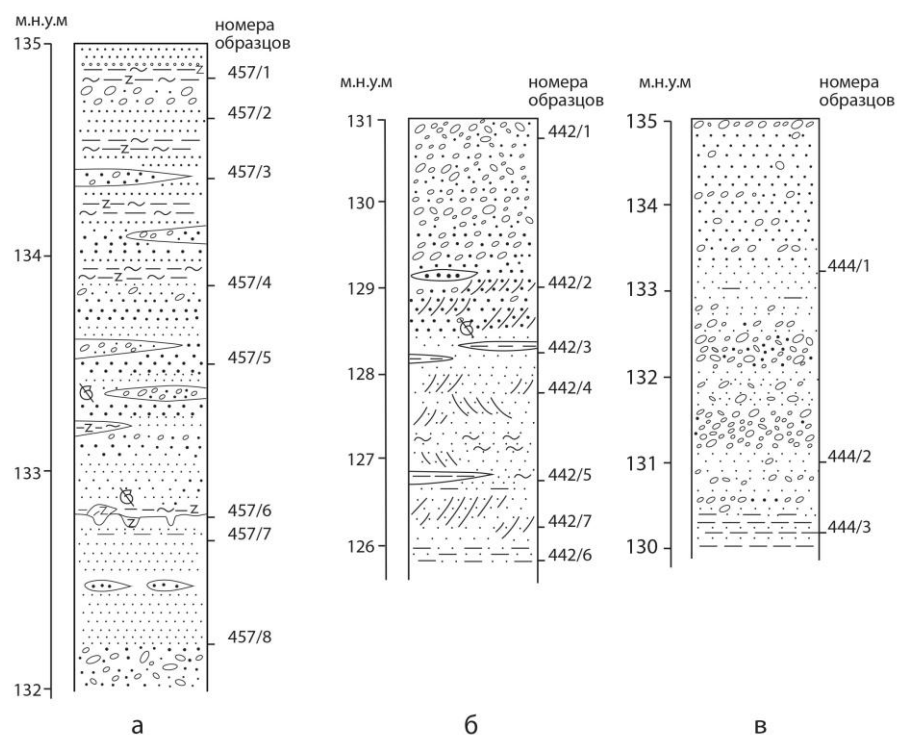 м.н.у.м
номера
образцов
135
134
133
132
457/1
457/2
457/3
457/4
457/5
457/6
457/7
457/8
z
z
z
z
z
z
z
z
z
а
м.н.у.м
номера
образцов
131
130
129
128
127
126
442/1
442/2
442/3
442/4
442/5
442/7
442/6
б
м.н.у.м
номера
образцов
135
134
133
132
131
130
444/1
444/2
444/3
в